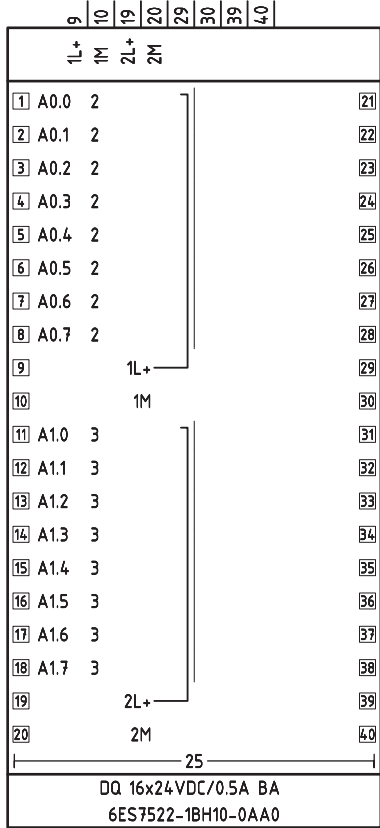 9 10 19 20 29 30 39 40
1L+ 1M 2L+ 2M
1 A0.0 2 21
2 A0.1 2 22
3 A0.2 2 23
4 A0.3 2 24
5 A0.4 2 25
6 A0.5 2 26
7 A0.6 2 27
8 A0.7 2 28
9 1L+ 29
10 1M 30
11 A1.0 3 31
12 A1.1 3 32
13 A1.2 3 33
14 A1.3 3 34
15 A1.4 3 35
16 A1.5 3 36
17 A1.6 3 37
18 A1.7 3 38
19 2L+ 39
20 2M 40
25
DQ 16x24VDC/0.5A BA
6ES7522-1BH10-0AA0